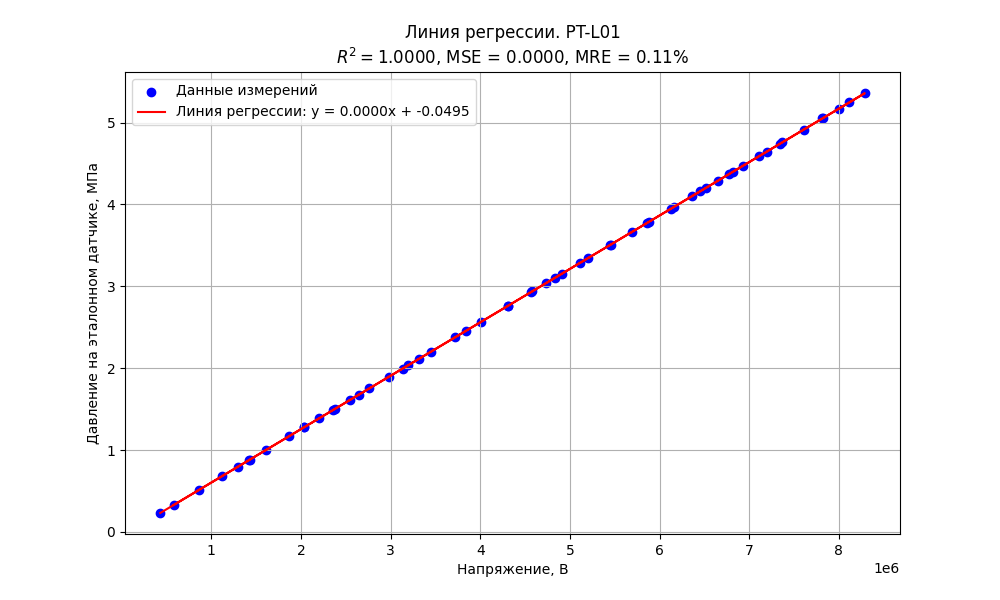 Линия регрессии. PT-L01
R² = 1.0000, MSE = 0.0000, MRE = 0.11%
Данные измерений
Линия регрессии: y = 0.0000x + -0.0495
Давление на эталонном датчике, МПа
5
4
3
2
1
0
1 2 3 4 5 6 7 8
Напряжение, В
1e6